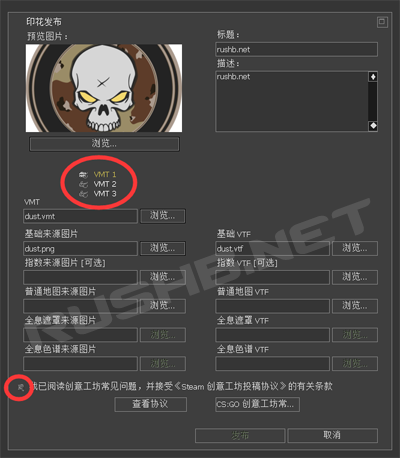 印花发布
预览图片：
标题：
rushb.net
描述：
rushb.net
浏览...
VMT 1
VMT 2
VMT 3
VMT
dust.vmt 浏览...
基础来源图片 基础 VTF
dust.png 浏览... dust.vtf 浏览...
指数来源图片 [可选] 指数 VTF [可选]
浏览... 浏览...
普通地图来源图片 普通地图 VTF
浏览... 浏览...
全息遮罩来源图片 全息遮罩 VTF
浏览... 浏览...
全息色谱来源图片 全息色谱 VTF
浏览... 浏览...
我已阅读创意工坊常见问题，并接受《Steam 创意工坊投稿协议》的有关条款
查看协议 CS:GO 创意工坊常...
发布 取消
RUSHB.NET